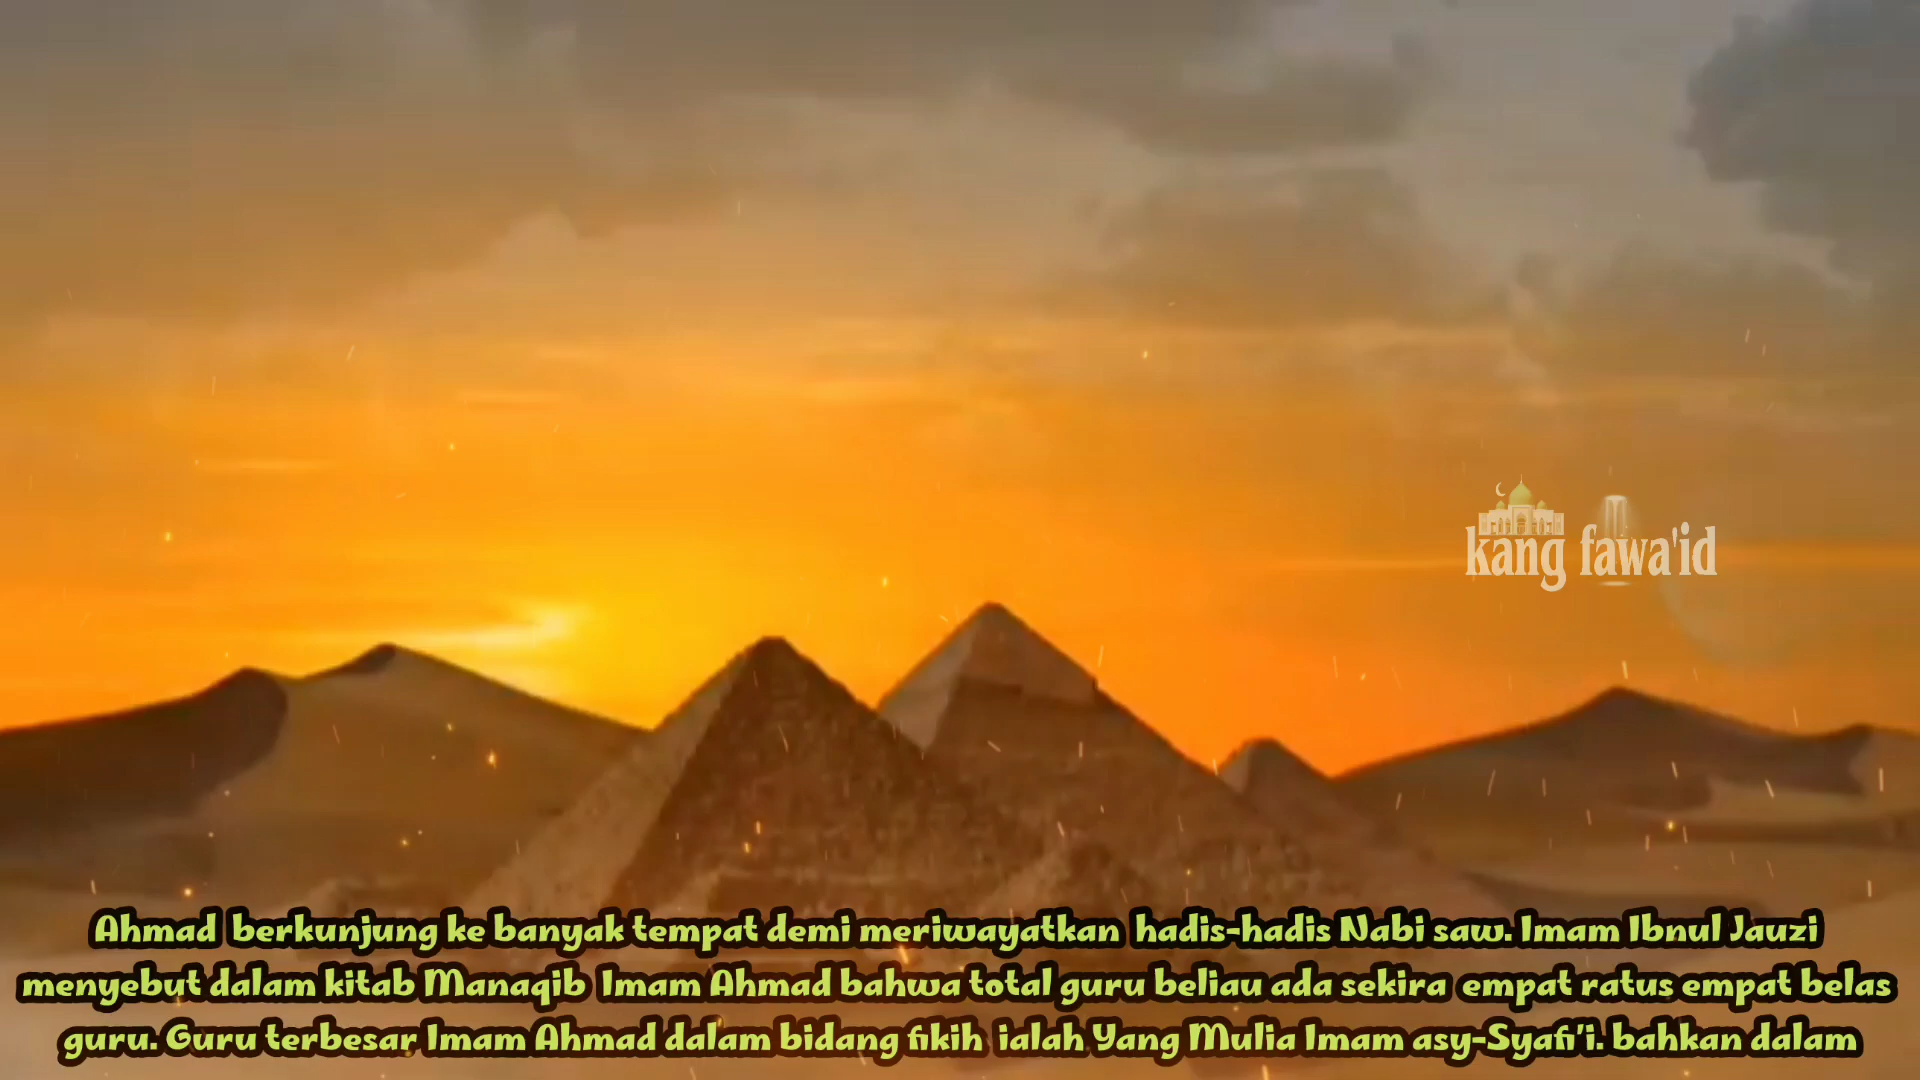 kang fawa'id
Ahmad berkunjung ke banyak tempat demi meriwayatkan hadis-hadis Nabi saw. Imam Ibnul Jauzi
menyebut dalam kitab Manaqib Imam Ahmad bahwa total guru beliau ada sekira empat ratus empat belas
guru. Guru terbesar Imam Ahmad dalam bidang fikih ialah Yang Mulia Imam asy-Syafi'i. bahkan dalam